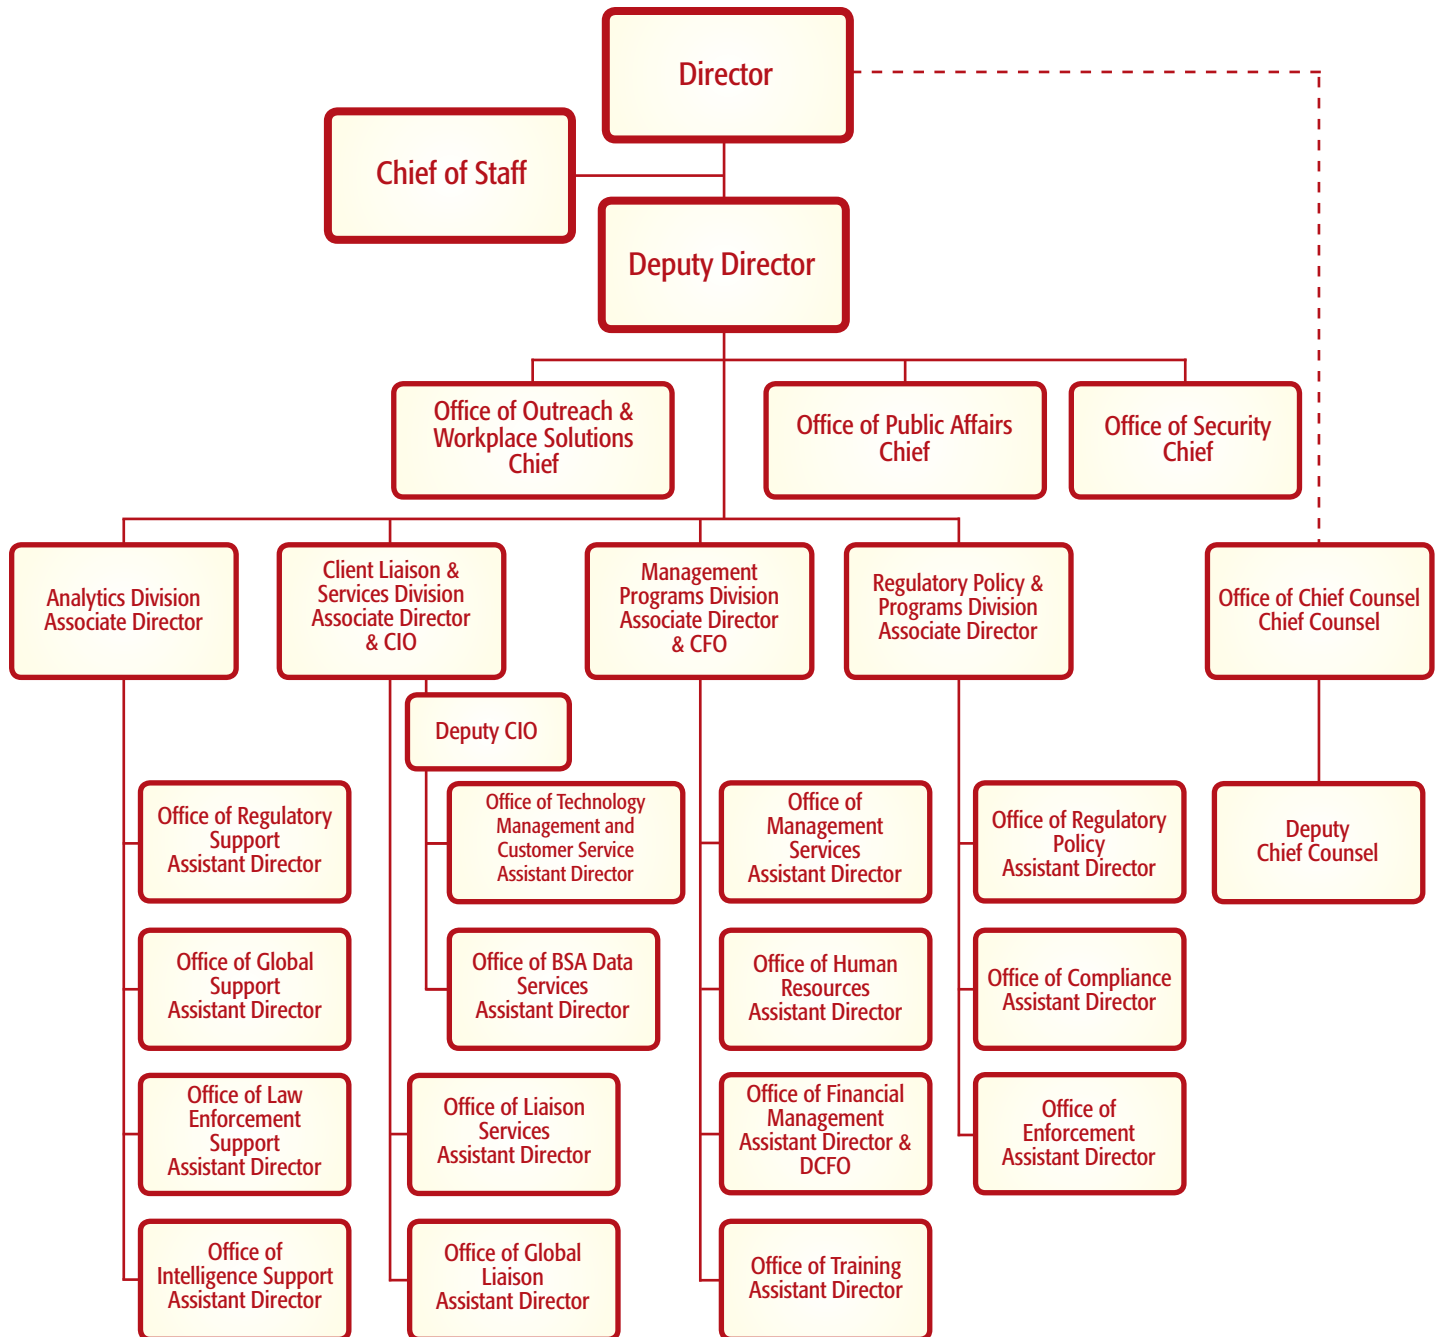 Director
Chief of Staff
Deputy Director
Office of Outreach &
Workplace Solutions
Chief
Office of Public Affairs
Chief
Office of Security
Chief
Analytics Division
Associate Director
Client Liaison &
Services Division
Associate Director
& CIO
Management
Programs Division
Associate Director
& CFO
Regulatory Policy &
Programs Division
Associate Director
Office of Chief Counsel
Chief Counsel
Deputy CIO
Office of Regulatory
Support
Assistant Director
Office of Technology
Management and
Customer Service
Assistant Director
Office of
Management
Services
Assistant Director
Office of Regulatory
Policy
Assistant Director
Deputy
Chief Counsel
Office of Global
Support
Assistant Director
Office of BSA Data
Services
Assistant Director
Office of Human
Resources
Assistant Director
Office of Compliance
Assistant Director
Office of Law
Enforcement
Support
Assistant Director
Office of Liaison
Services
Assistant Director
Office of Financial
Management
Assistant Director &
DCFO
Office of
Enforcement
Assistant Director
Office of
Intelligence Support
Assistant Director
Office of Global
Liaison
Assistant Director
Office of Training
Assistant Director